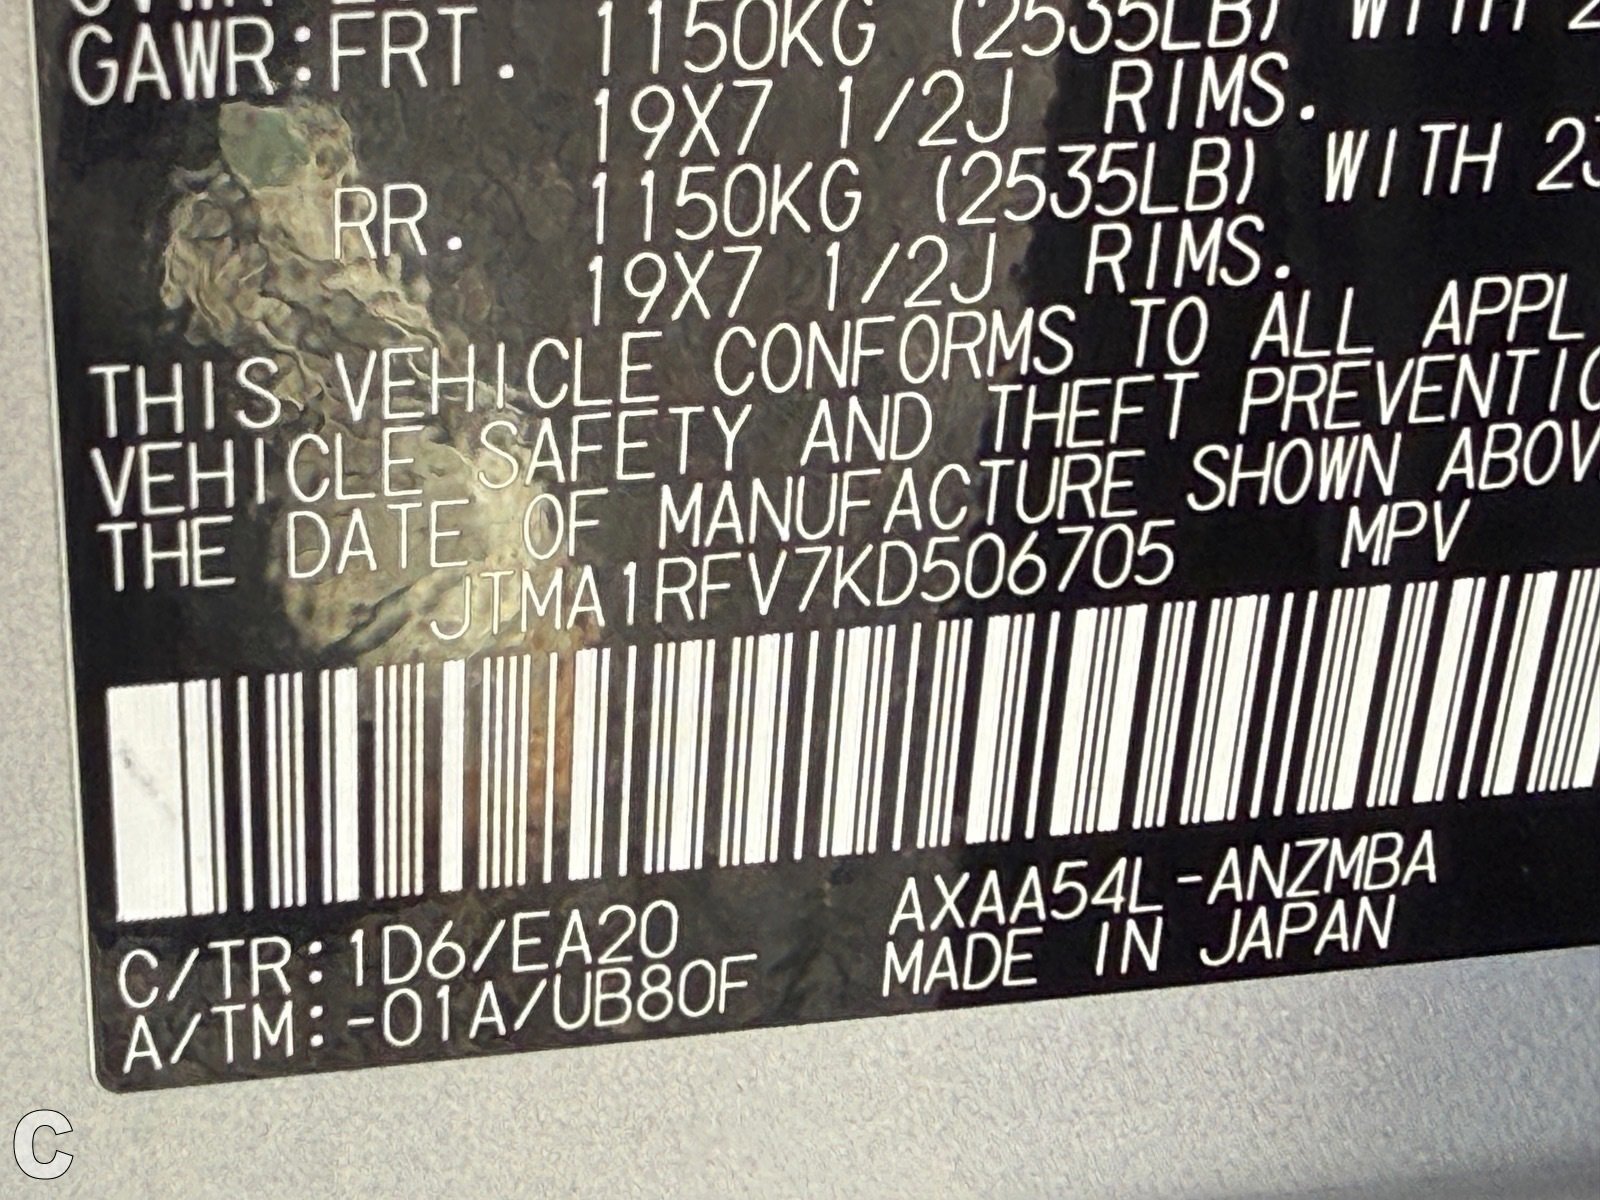 GAWR:FRT. 1150KG (2535LB) WITH
19X7 1/2J RIMS.
RR. 1150KG (2535LB) WITH
19X7 1/2J RIMS.
THIS VEHICLE CONFORMS TO ALL APPL
VEHICLE SAFETY AND THEFT PREVENTIO
THE DATE OF MANUFACTURE SHOWN ABOV
JTMA1RFV7KD506705 MPV
C/TR:1D6/EA20 AXAA54L-ANZMBA
A/TM:-01A/UB80F MADE IN JAPAN
C